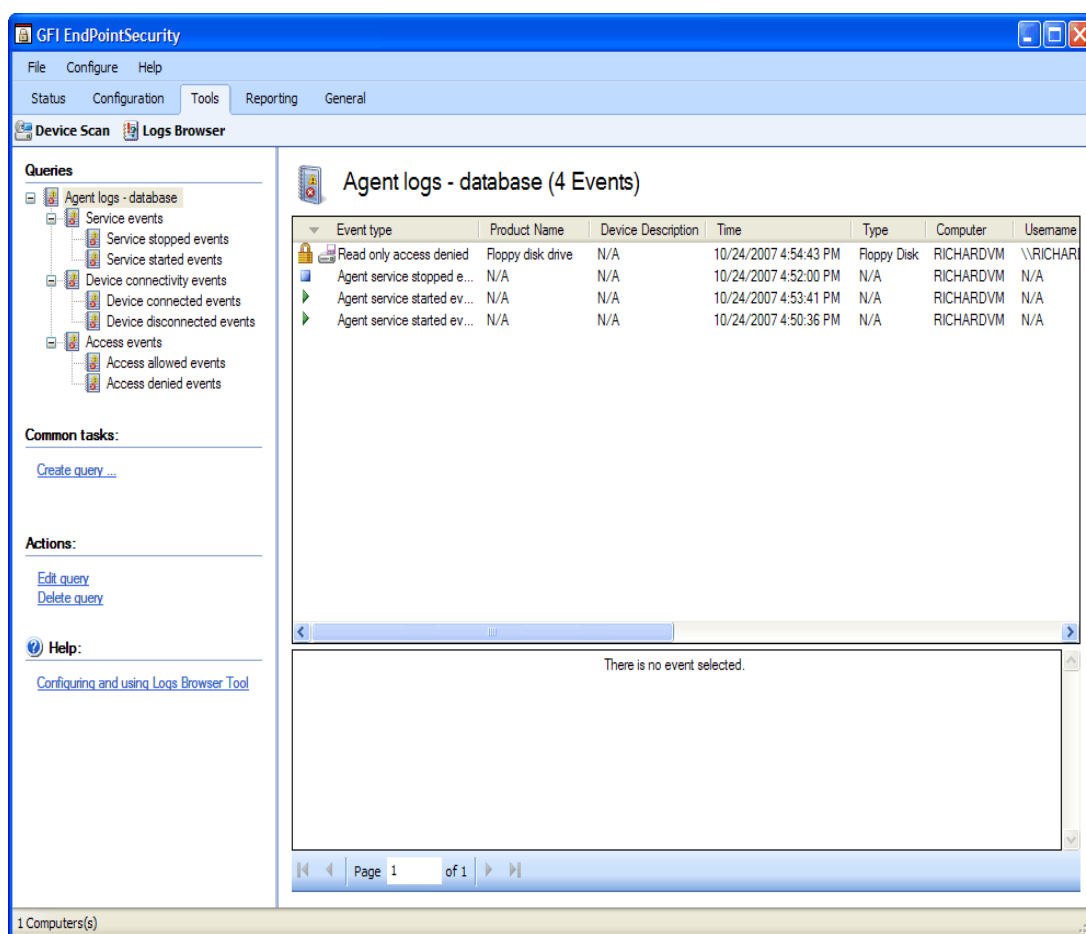 GFI EndPointSecurity
File Configure Help
Status Configuration Tools Reporting General
Device Scan Logs Browser
Queries
Agent logs - database
Service events
Service stopped events
Service started events
Device connectivity events
Device connected events
Device disconnected events
Access events
Access allowed events
Access denied events
Common tasks:
Create query ...
Actions:
Edit query
Delete query
Help:
Configuring and using Logs Browser Tool
Agent logs - database (4 Events)
Event type Product Name Device Description Time Type Computer Username
Read only access denied Floppy disk drive N/A 10/24/2007 4:54:43 PM Floppy Disk RICHARDVM \\RICHARI
Agent service stopped e... N/A N/A 10/24/2007 4:52:00 PM N/A RICHARDVM N/A
Agent service started ev... N/A N/A 10/24/2007 4:53:41 PM N/A RICHARDVM N/A
Agent service started ev... N/A N/A 10/24/2007 4:50:36 PM N/A RICHARDVM N/A
There is no event selected.
Page 1 of 1
1 Computers(s)